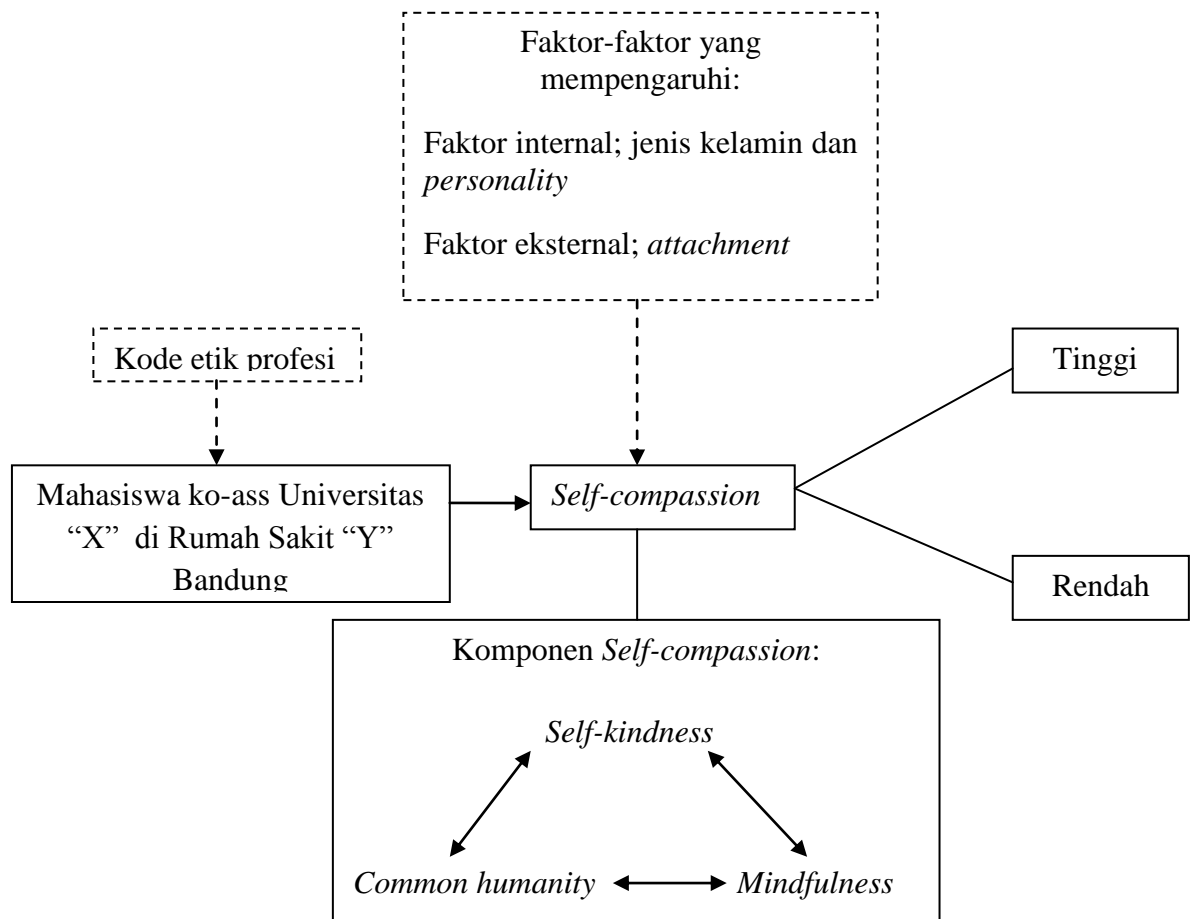 Faktor-faktor yang
mempengaruhi:
Faktor internal; jenis kelamin dan
personality
Faktor eksternal; attachment
Kode etik profesi
Tinggi
Mahasiswa ko-ass Universitas
“X” di Rumah Sakit “Y”
Bandung
Self-compassion
Rendah
Komponen Self-compassion:
Self-kindness
Common humanity
Mindfulness